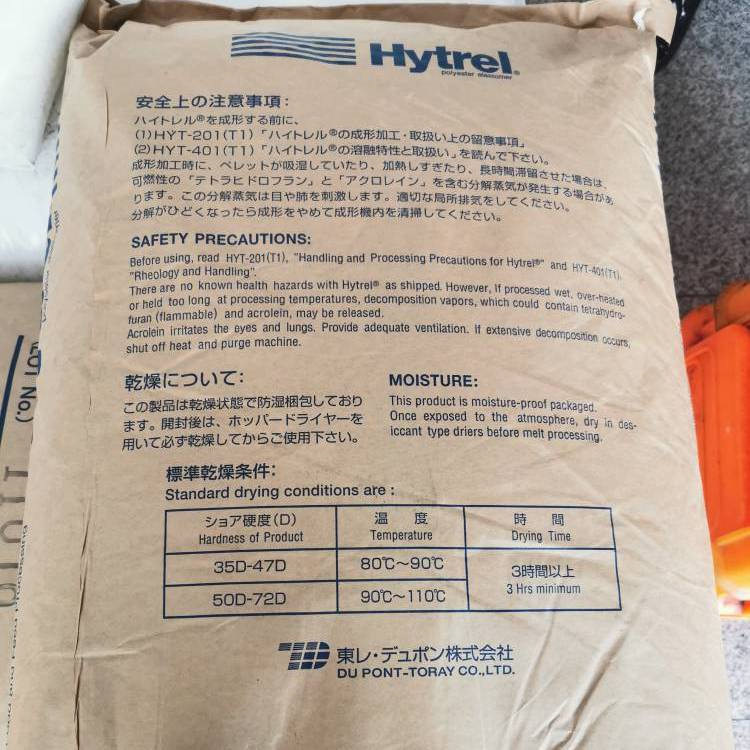 Hytrel®
polyester elastomer
安全上の注意事項：
ハイトレル®を成形する前に、
(1)HYT-201(T1)「ハイトレル®の成形加工・取扱い上の留意事項」
(2)HYT-401(T1)「ハイトレル®の溶融特性と取扱い」を読んで下さい。
成形加工時に、ペレットが吸湿していたり、加熱しすぎたり、長時間滞留させた場合は、
可燃性の「テトラヒドロフラン」と「アクロレイン」を含む分解蒸気が発生する場合があ
ります。この分解蒸気は目や肺を刺激します。適切な局所排気をしてください。
分解がひどくなったら成形をやめて成形機内を清掃してください。
SAFETY PRECAUTIONS:
Before using, read HYT-201(T1), "Handling and Processing Precautions for Hytrel®" and HYT-401(T1),
"Rheology and Handling".
There are no known health hazards with Hytrel® as shipped. However, if processed wet, over-heated
or held too long at processing temperatures, decomposition vapors, which could contain tetrahydro-
furan (flammable) and acrolein, may be released.
Acrolein irritates the eyes and lungs. Provide adequate ventilation. If extensive decomposition occurs,
shut off heat and purge machine.
乾燥について：
この製品は乾燥状態で防湿梱包しており
ます。開封後は、ホッパードライヤーを
用いて必ず乾燥してからご使用下さい。
MOISTURE:
This product is moisture-proof packaged.
Once exposed to the atmosphere, dry in des-
iccant type driers before melt processing.
標準乾燥条件：
Standard drying conditions are :
ショア硬度(D) 温度 時間
Hardness of Product Temperature Drying Time
35D-47D 80℃〜90℃ 3時間以上
3 Hrs minimum
50D-72D 90℃〜110℃
東レ・デュポン株式会社
DU PONT-TORAY CO.,LTD.
No.)